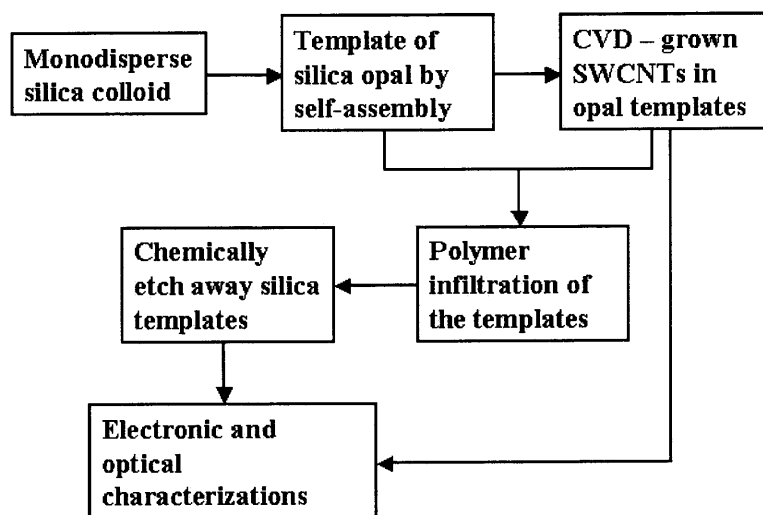 Monodisperse
silica colloid
Template of
silica opal by
self-assembly
CVD – grown
SWCNTs in
opal templates
Chemically
etch away silica
templates
Polymer
infiltration of
the templates
Electronic and
optical
characterizations